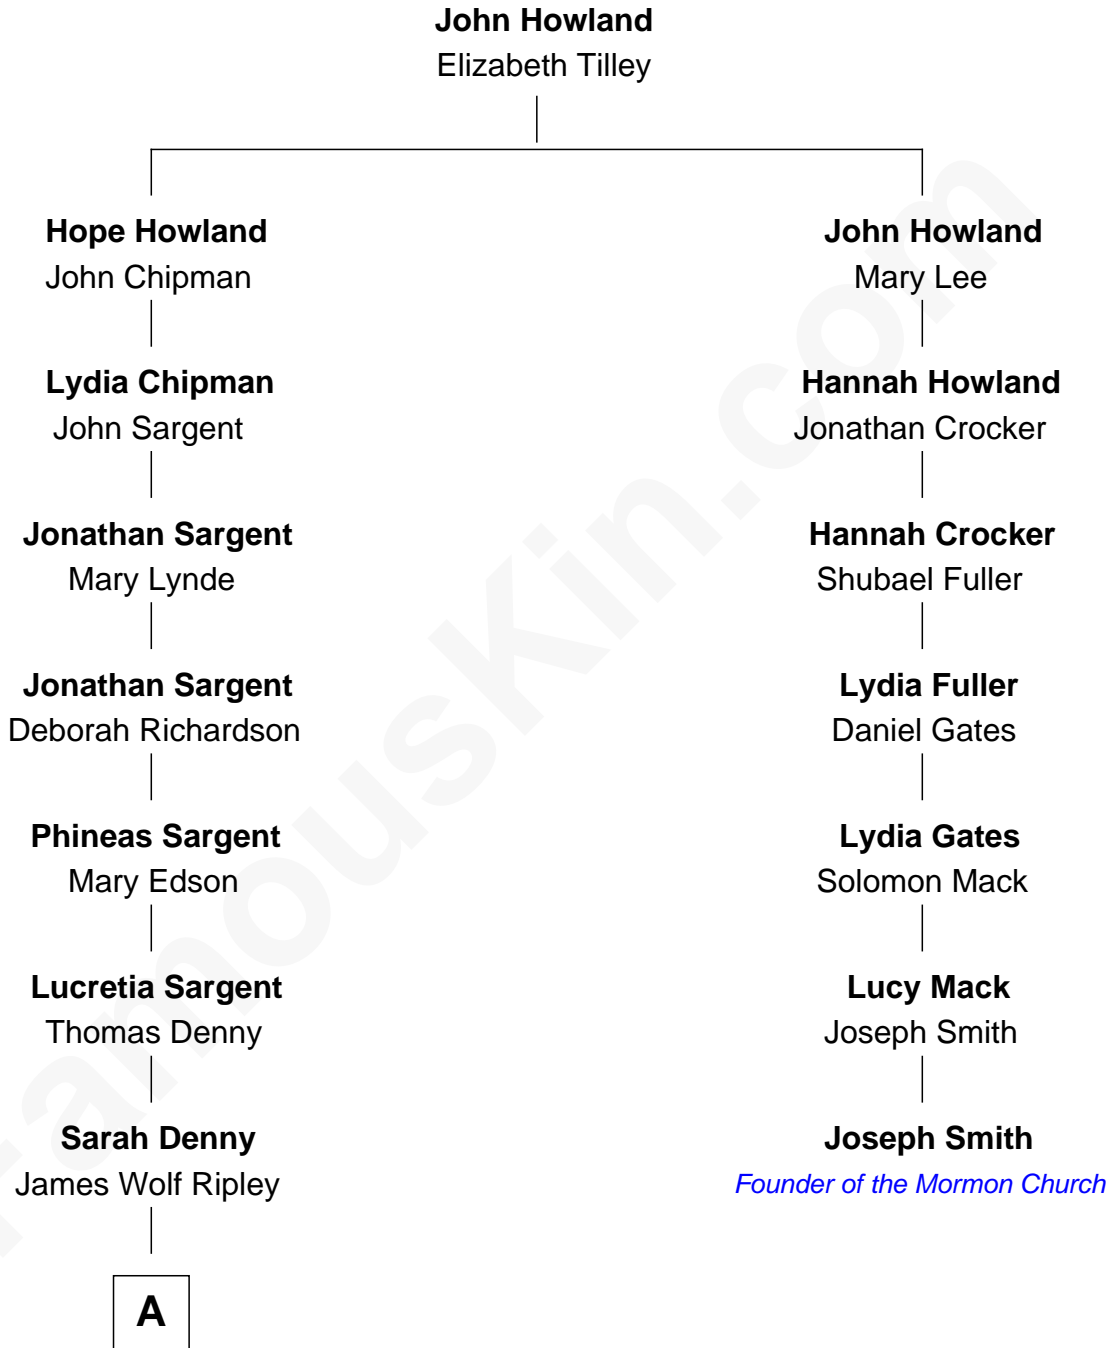 John Howland
Elizabeth Tilley
Hope Howland
John Chipman
John Howland
Mary Lee
Lydia Chipman
John Sargent
Hannah Howland
Jonathan Crocker
Jonathan Sargent
Mary Lynde
Hannah Crocker
Shubael Fuller
Jonathan Sargent
Deborah Richardson
Lydia Fuller
Daniel Gates
Phineas Sargent
Mary Edson
Lydia Gates
Solomon Mack
Lucretia Sargent
Thomas Denny
Lucy Mack
Joseph Smith
Sarah Denny
James Wolf Ripley
Joseph Smith
Founder of the Mormon Church
A
FamousKin.com